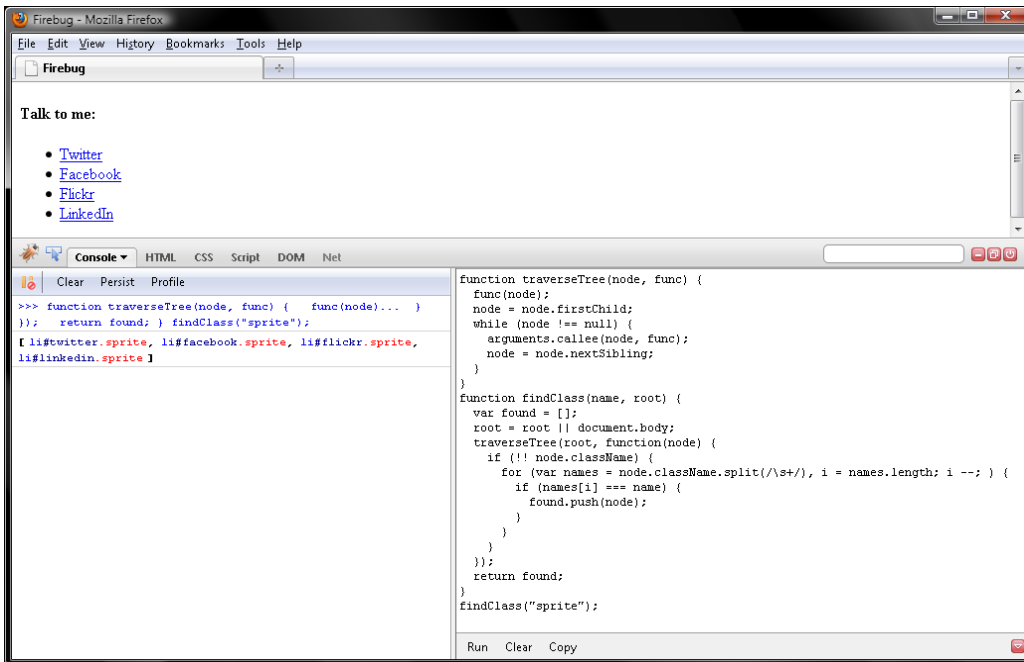 Firebug - Mozilla Firefox
File Edit View History Bookmarks Tools Help
Firebug
Talk to me:
• Twitter
• Facebook
• Flickr
• LinkedIn
Console HTML CSS Script DOM Net
Clear Persist Profile
>>> function traverseTree(node, func) {   func(node)...   }
});   return found; } findClass("sprite");
[ li#twitter.sprite, li#facebook.sprite, li#flickr.sprite,
li#linkedin.sprite ]
function traverseTree(node, func) {
  func(node);
  node = node.firstChild;
  while (node !== null) {
    arguments.callee(node, func);
    node = node.nextSibling;
  }
}
function findClass(name, root) {
  var found = [];
  root = root || document.body;
  traverseTree(root, function(node) {
    if (!! node.className) {
      for (var names = node.className.split(/\s+/), i = names.length; i --; ) {
        if (names[i] === name) {
          found.push(node);
        }
      }
    }
  });
  return found;
}
findClass("sprite");
Run Clear Copy